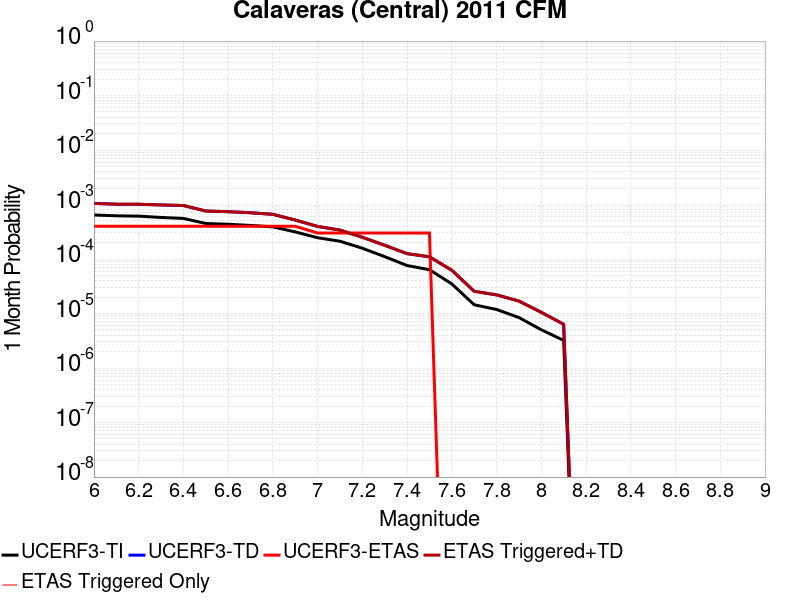 Calaveras (Central) 2011 CFM
1 Month Probability
10^0
10^-1
10^-2
10^-3
10^-4
10^-5
10^-6
10^-7
10^-8
6 6.2 6.4 6.6 6.8 7 7.2 7.4 7.6 7.8 8 8.2 8.4 8.6 8.8 9
Magnitude
UCERF3-TI UCERF3-TD UCERF3-ETAS ETAS Triggered+TD
ETAS Triggered Only